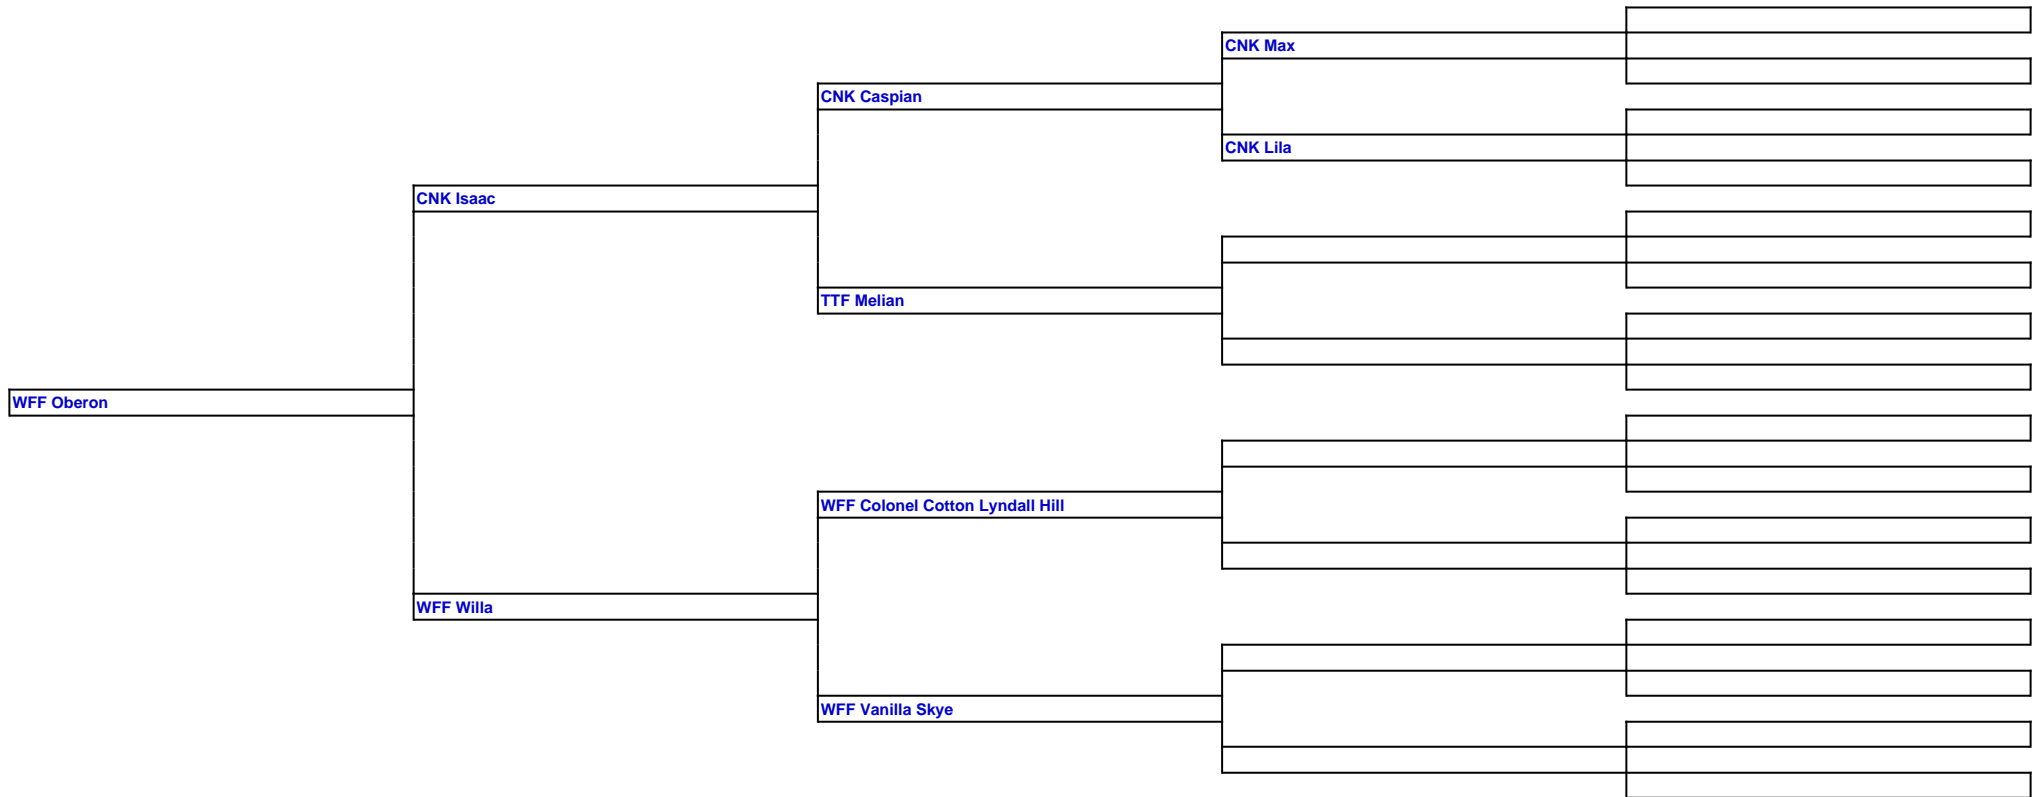 CNK Max
CNK Caspian
CNK Lila
CNK Isaac
TTF Melian
WFF Oberon
WFF Colonel Cotton Lyndall Hill
WFF Willa
WFF Vanilla Skye